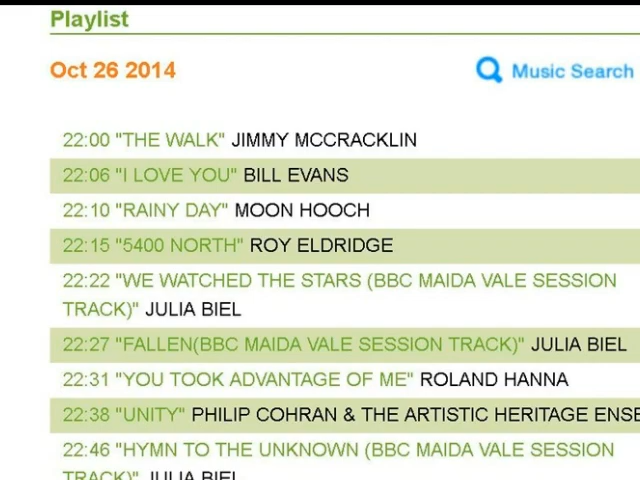 Playlist
Oct 26 2014
Music Search
22:00 "THE WALK" JIMMY MCCRACKLIN
22:06 "I LOVE YOU" BILL EVANS
22:10 "RAINY DAY" MOON HOOCH
22:15 "5400 NORTH" ROY ELDRIDGE
22:22 "WE WATCHED THE STARS (BBC MAIDA VALE SESSION
TRACK)" JULIA BIEL
22:27 "FALLEN(BBC MAIDA VALE SESSION TRACK)" JULIA BIEL
22:31 "YOU TOOK ADVANTAGE OF ME" ROLAND HANNA
22:38 "UNITY" PHILIP COHRAN & THE ARTISTIC HERITAGE ENSE
22:46 "HYMN TO THE UNKNOWN (BBC MAIDA VALE SESSION
TRACK)" JULIA BIEL